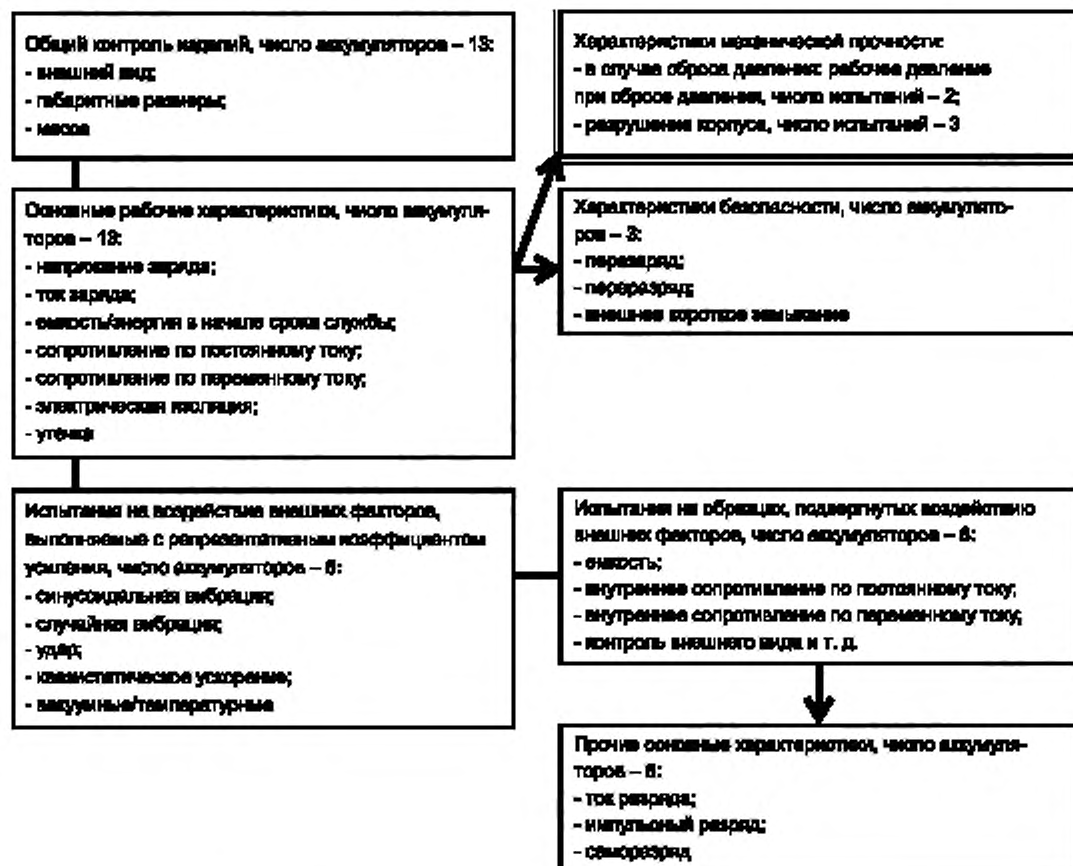 Общий контроль изделий, число аккумуляторов – 13:
- внешний вид;
- габаритные размеры;
- масса
Характеристики механической прочности:
- в случае сброса давления: рабочее давление
при сбросе давления, число испытаний – 2;
- разрушение корпуса, число испытаний – 3
Основные рабочие характеристики, число аккумуля-
торов – 13:
- напряжение заряда;
- ток заряда;
- емкость/энергия в начале срока службы;
- сопротивление по постоянному току;
- сопротивление по переменному току;
- электрическая изоляция;
- утечка
Характеристики безопасности, число аккумулято-
ров – 3:
- перезаряд;
- переразряд;
- внешнее короткое замыкание
Испытания на воздействие внешних факторов,
выполняемые с репрезентативным коэффициентом
усиления, число аккумуляторов – 5:
- синусоидальная вибрация;
- случайная вибрация;
- удар;
- квазистатическое ускорение;
- вакуумные/температурные
Испытания на образцах, подвергнутых воздействию
внешних факторов, число аккумуляторов –
- емкость;
- внутреннее сопротивление по постоянному току;
- внутреннее сопротивление по переменному току;
- контроль внешнего вида и т. д.
Прочие основные характеристики, число аккумуля-
торов – 5:
- ток разряда;
- импульсный разряд;
- саморазряд